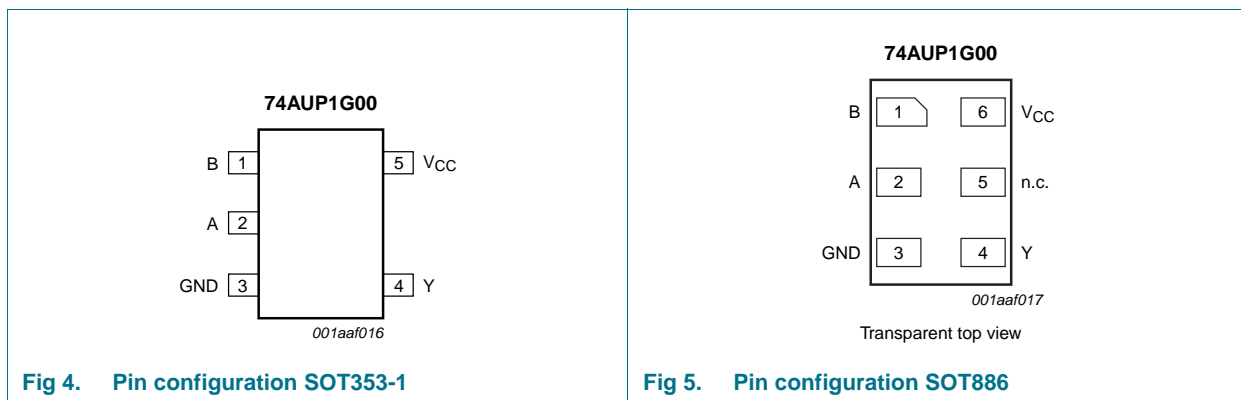 74AUP1G00
B 1
5 VCC
A 2
GND 3
4 Y
001aaf016
Fig 4. Pin configuration SOT353-1
74AUP1G00
B 1 6 VCC
A 2 5 n.c.
GND 3 4 Y
001aaf017
Transparent top view
Fig 5. Pin configuration SOT886